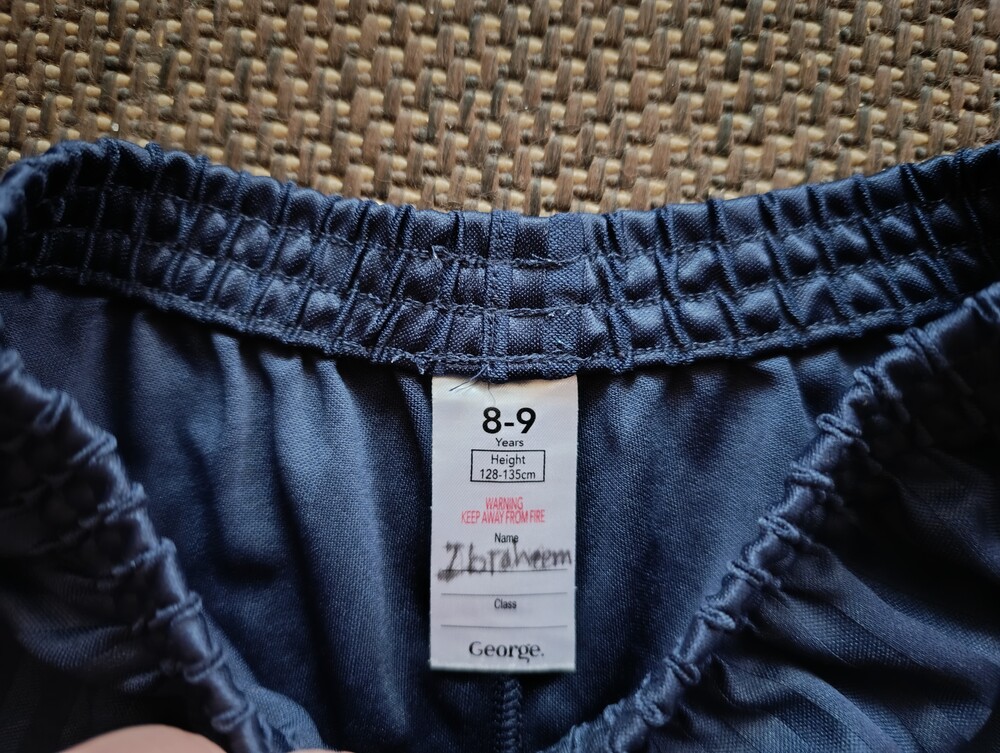 8-9
Years
Height
128-135cm
WARNING
KEEP AWAY FROM FIRE
Name
Ibraheem
Class
George.